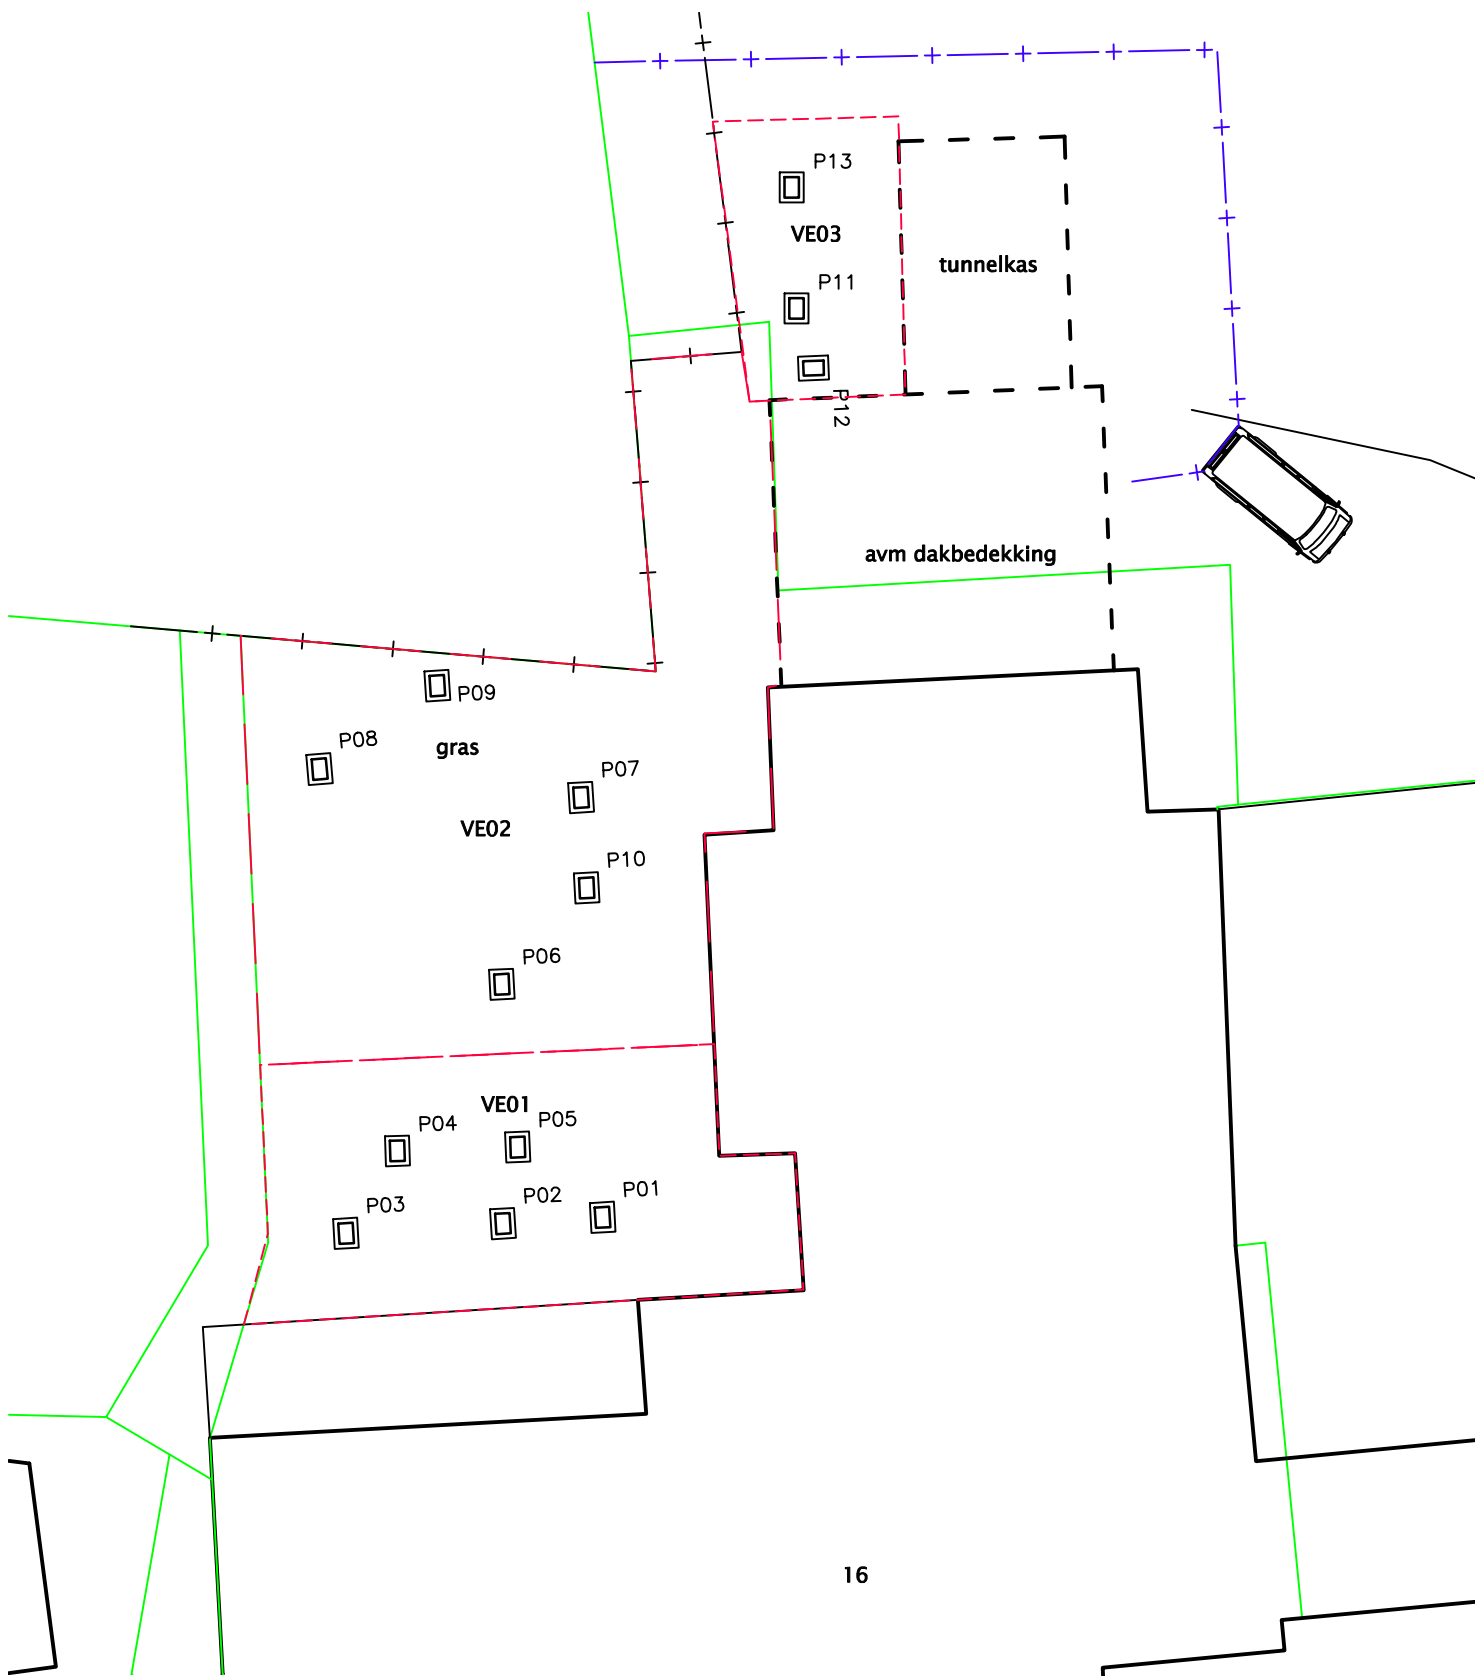 P13
VE03
tunnelkas
P11
P12
avm dakbedekking
P09
P08
gras
P07
VE02
P10
P06
VE01
P04
P05
P03
P02
P01
16